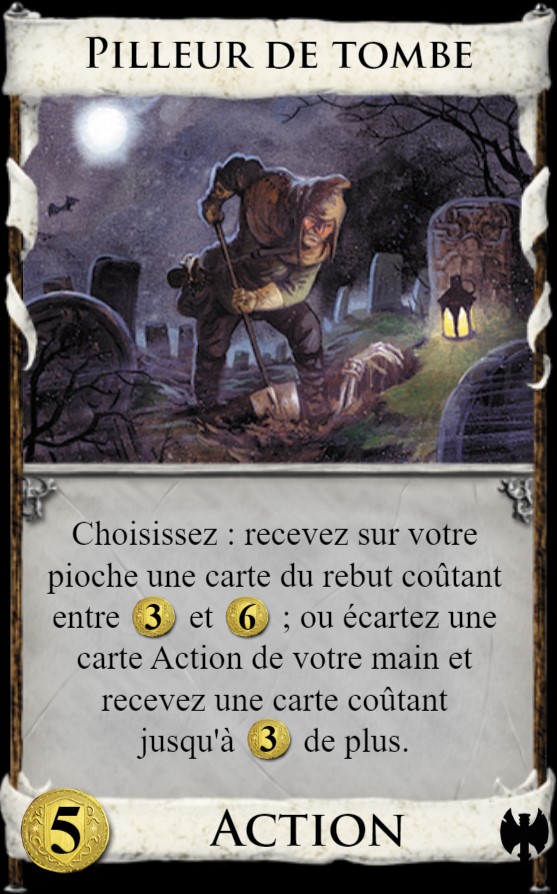 PILLEUR DE TOMBE
Choisissez : recevez sur votre
pioche une carte du rebut coûtant
entre 3 et 6 ; ou écartez une
carte Action de votre main et
recevez une carte coûtant
jusqu'à 3 de plus.
5 ACTION